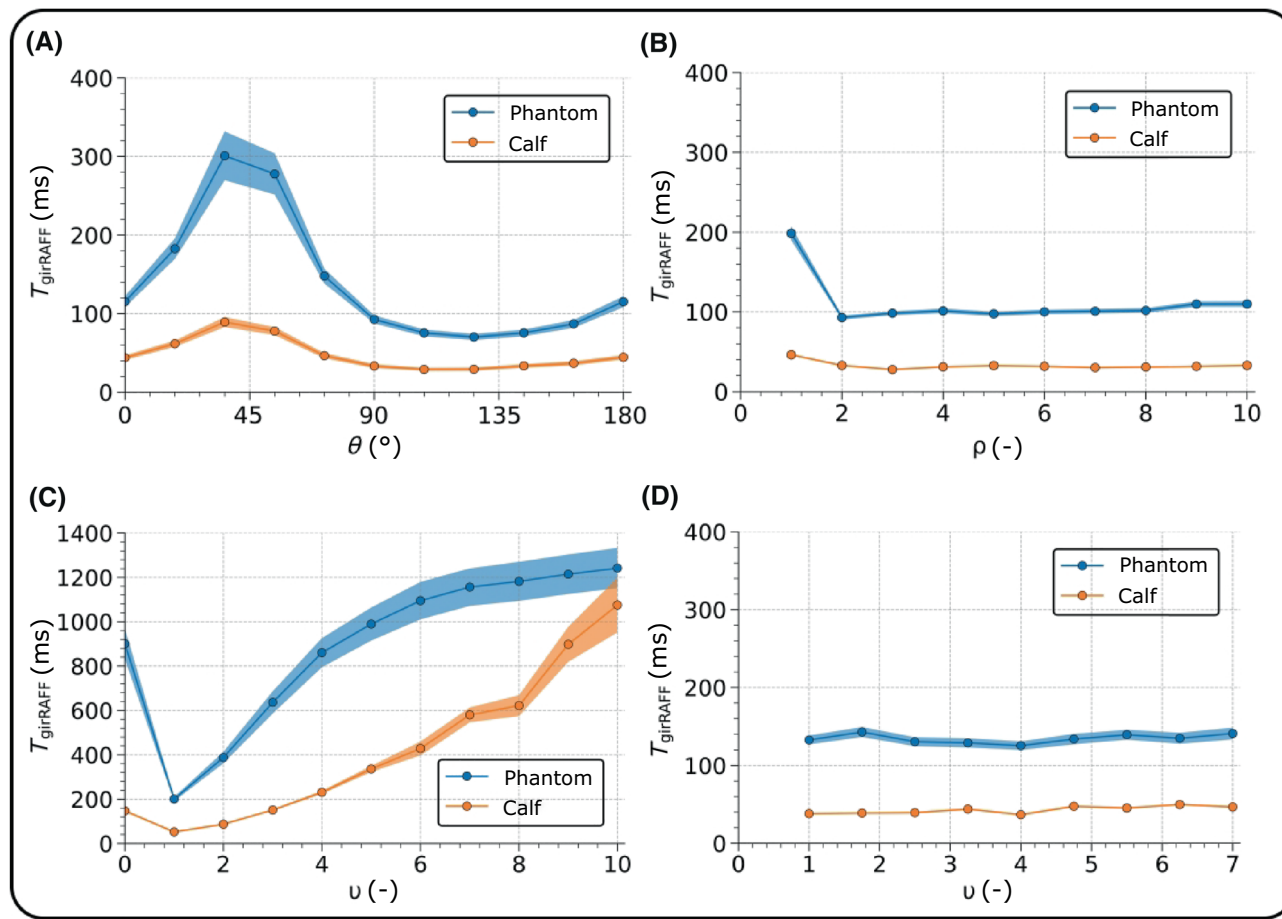 (A)
400
300
200
100
0
T_girRAFF (ms)
Phantom
Calf
0 45 90 135 180
θ (°)
(B)
400
300
200
100
0
T_girRAFF (ms)
Phantom
Calf
0 2 4 6 8 10
ρ (-)
(C)
1400
1200
1000
800
600
400
200
0
T_girRAFF (ms)
Phantom
Calf
0 2 4 6 8 10
υ (-)
(D)
400
300
200
100
0
T_girRAFF (ms)
Phantom
Calf
0 1 2 3 4 5 6 7
υ (-)